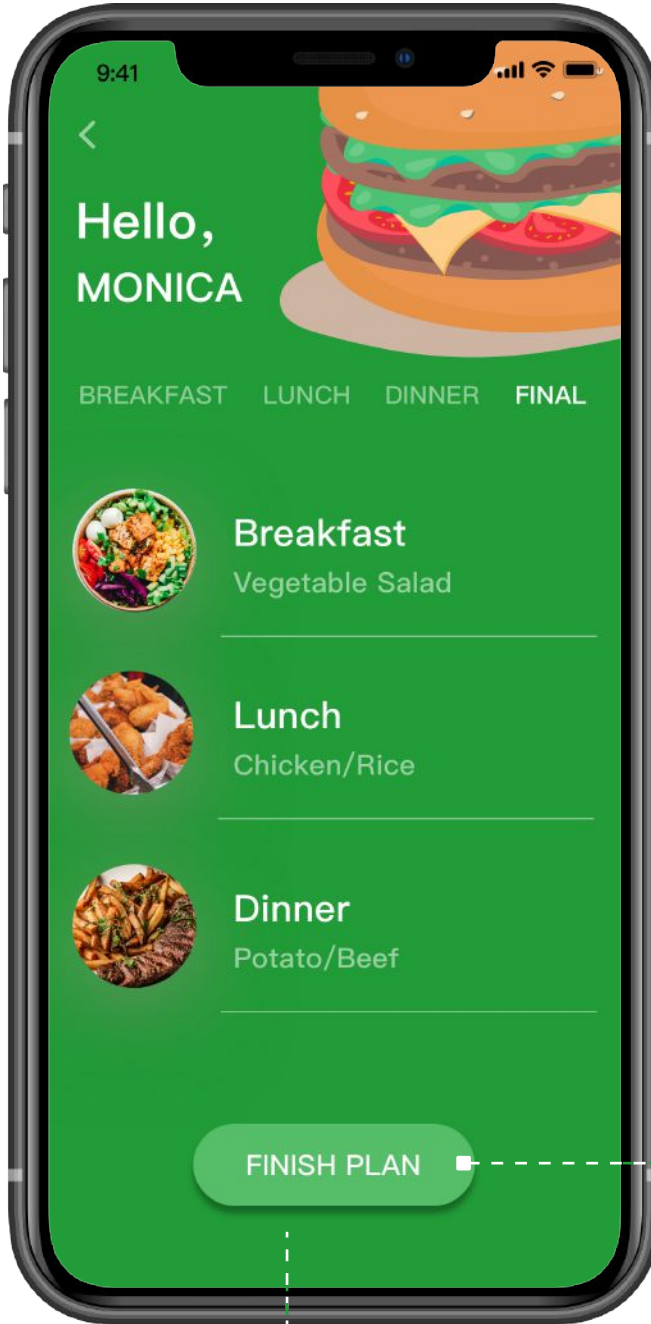 9:41
Hello,
MONICA
BREAKFAST LUNCH DINNER FINAL
Breakfast
Vegetable Salad
Lunch
Chicken/Rice
Dinner
Potato/Beef
FINISH PLAN